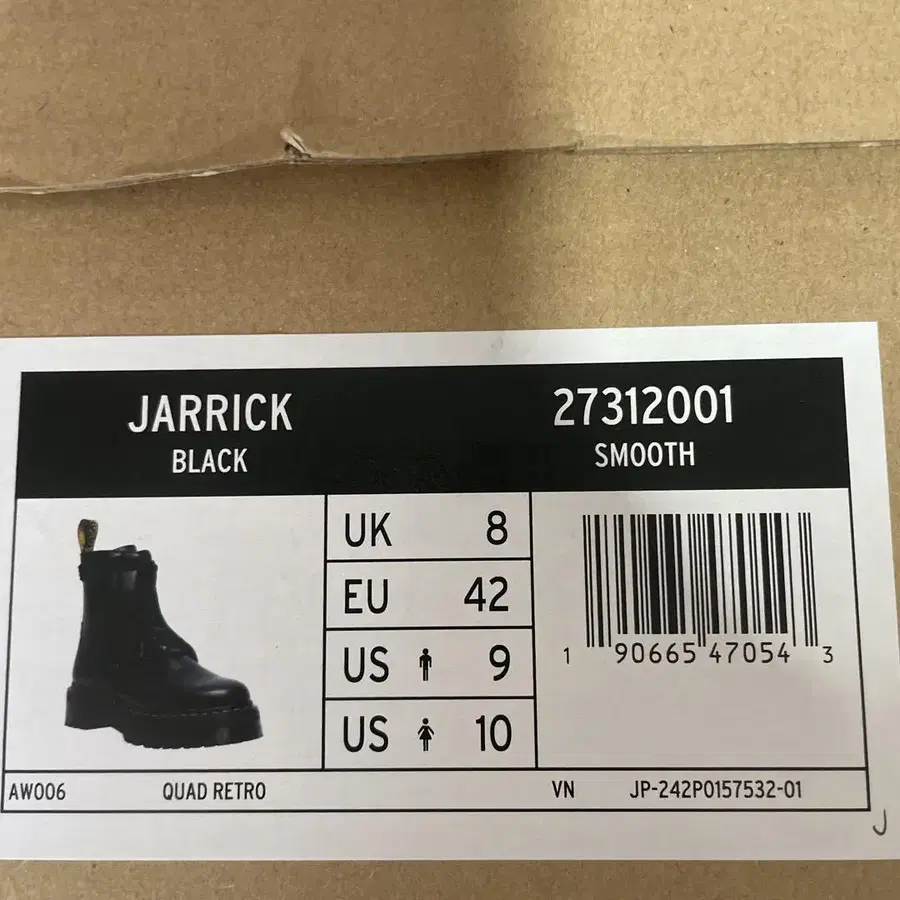 JARRICK
BLACK
27312001
SMOOTH
UK 8
EU 42
US 9
US 10
1 90665 47054 3
AW006 QUAD RETRO VN JP-242P0157532-01
J